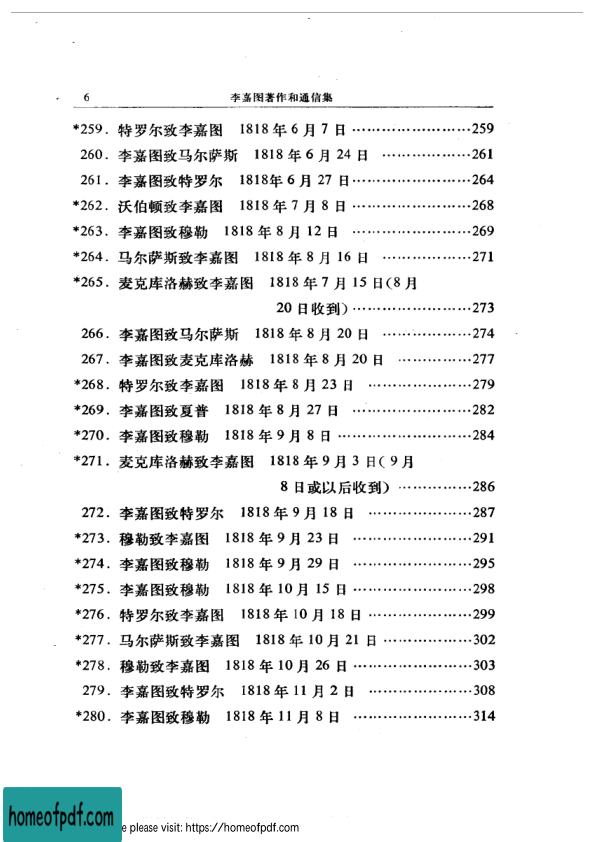 6 李嘉图著作和通信集
*259. 特罗尔致李嘉图 1818年6月7日……………………259
260. 李嘉图致马尔萨斯 1818年6月24日 ………………261
261. 李嘉图致特罗尔 1818年6月27日……………………264
*262. 沃伯顿致李嘉图 1818年7月8日……………………268
*263. 李嘉图致穆勒 1818年8月12日 ……………………269
*264. 马尔萨斯致李嘉图 1818年8月16日 ………………271
*265. 麦克库洛赫致李嘉图 1818年7月15日(8月
20日收到)……………………273
266. 李嘉图致马尔萨斯 1818年8月20日 ………………274
267. 李嘉图致麦克库洛赫 1818年8月20日 ……………277
*268. 特罗尔致李嘉图 1818年8月23日 …………………279
*269. 李嘉图致夏普 1818年8月27日 ……………………282
*270. 李嘉图致穆勒 1818年9月8日………………………284
*271. 麦克库洛赫致李嘉图 1818年9月3日(9月
8日或以后收到) ……………286
272. 李嘉图致特罗尔 1818年9月18日 …………………287
*273. 穆勒致李嘉图 1818年9月23日 ……………………291
*274. 李嘉图致穆勒 1818年9月29日 ……………………295
*275. 李嘉图致穆勒 1818年10月15日……………………298
*276. 特罗尔致李嘉图 1818年10月18日…………………299
*277. 马尔萨斯致李嘉图 1818年10月21日………………302
*278. 穆勒致李嘉图 1818年10月26日……………………303
279. 李嘉图致特罗尔 1818年11月2日 …………………308
*280. 李嘉图致穆勒 1818年11月8日 ……………………314
homeofpdf.com
e please visit: https://homeofpdf.com